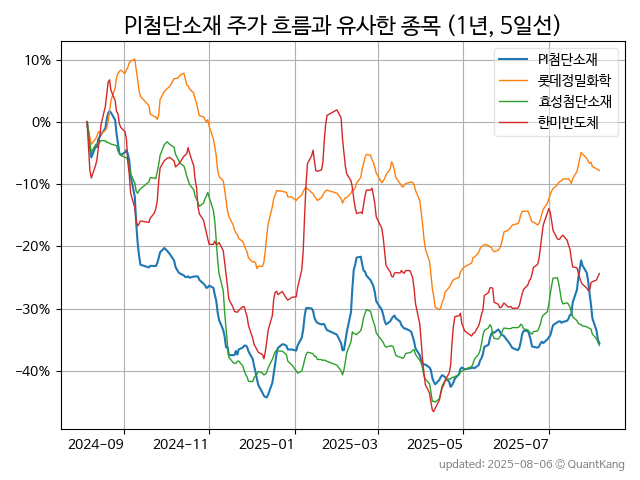 PI첨단소재 주가 흐름과 유사한 종목 (1년, 5일선)
PI첨단소재
롯데정밀화학
효성첨단소재
한미반도체
10%
0%
−10%
−20%
−30%
−40%
2024−09
2024−11
2025−01
2025−03
2025−05
2025−07
updated: 2025-08-06 © QuantKang